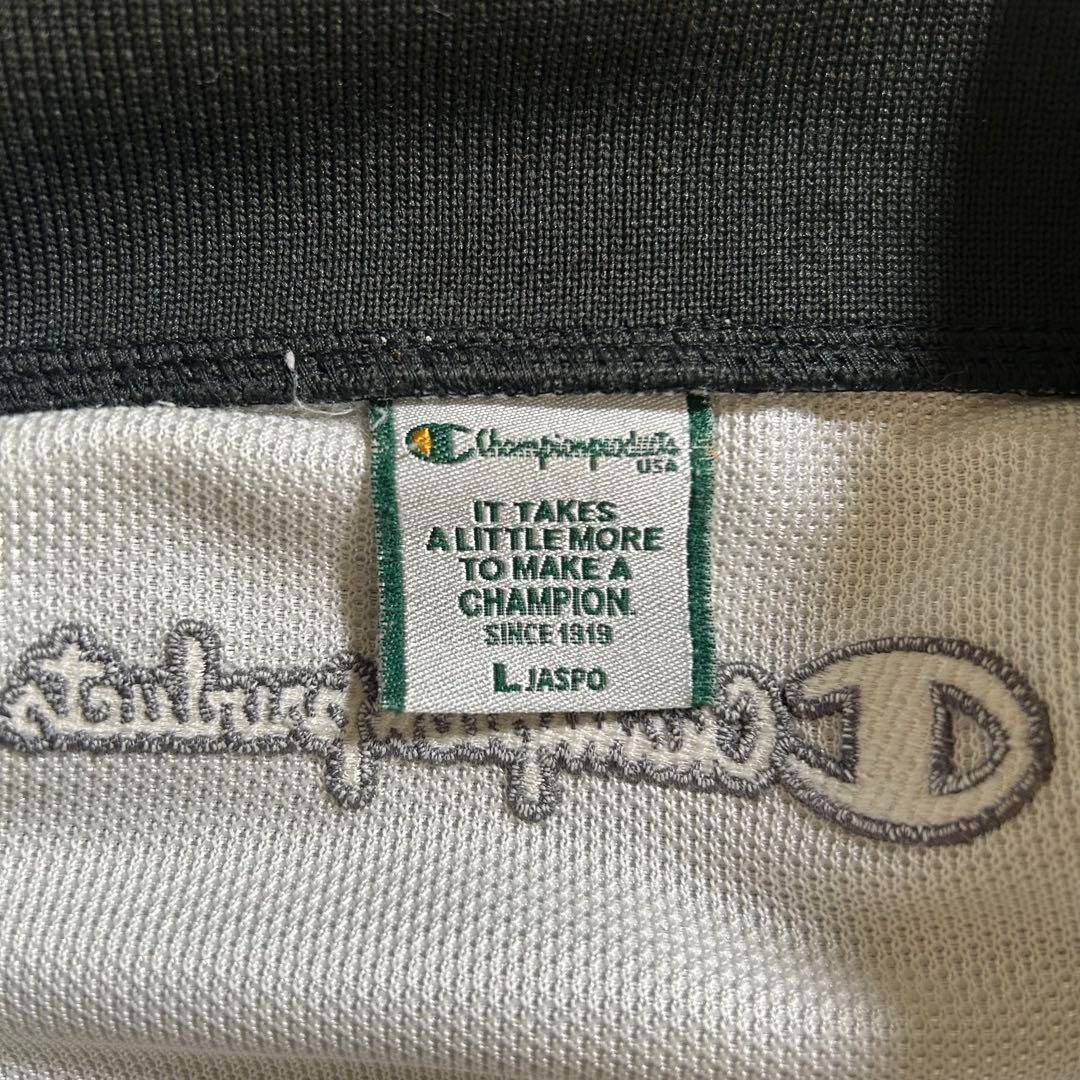 Championproducts
USA
IT TAKES
A LITTLE MORE
TO MAKE A
CHAMPION.
SINCE 1919
L JASPO